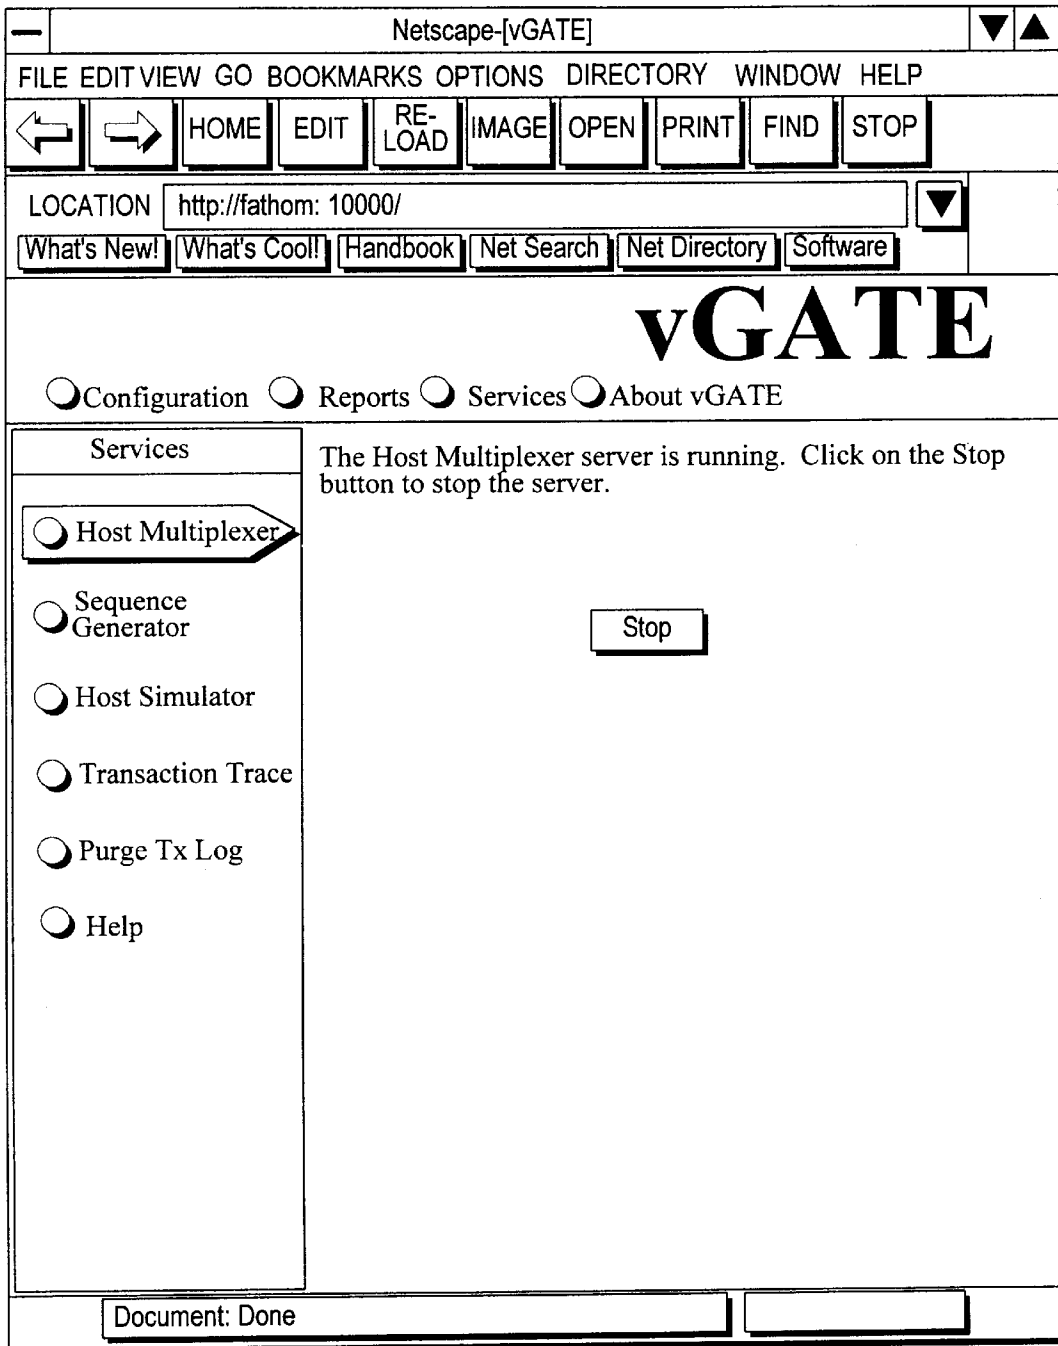 Netscape-[vGATE]
FILE EDIT VIEW GO BOOKMARKS OPTIONS DIRECTORY WINDOW HELP
HOME EDIT RE-LOAD IMAGE OPEN PRINT FIND STOP
LOCATION http://fathom: 10000/
What's New! What's Cool! Handbook Net Search Net Directory Software
vGATE
Configuration Reports Services About vGATE
Services
The Host Multiplexer server is running. Click on the Stop
button to stop the server.
Host Multiplexer
Sequence
Generator
Stop
Host Simulator
Transaction Trace
Purge Tx Log
Help
Document: Done